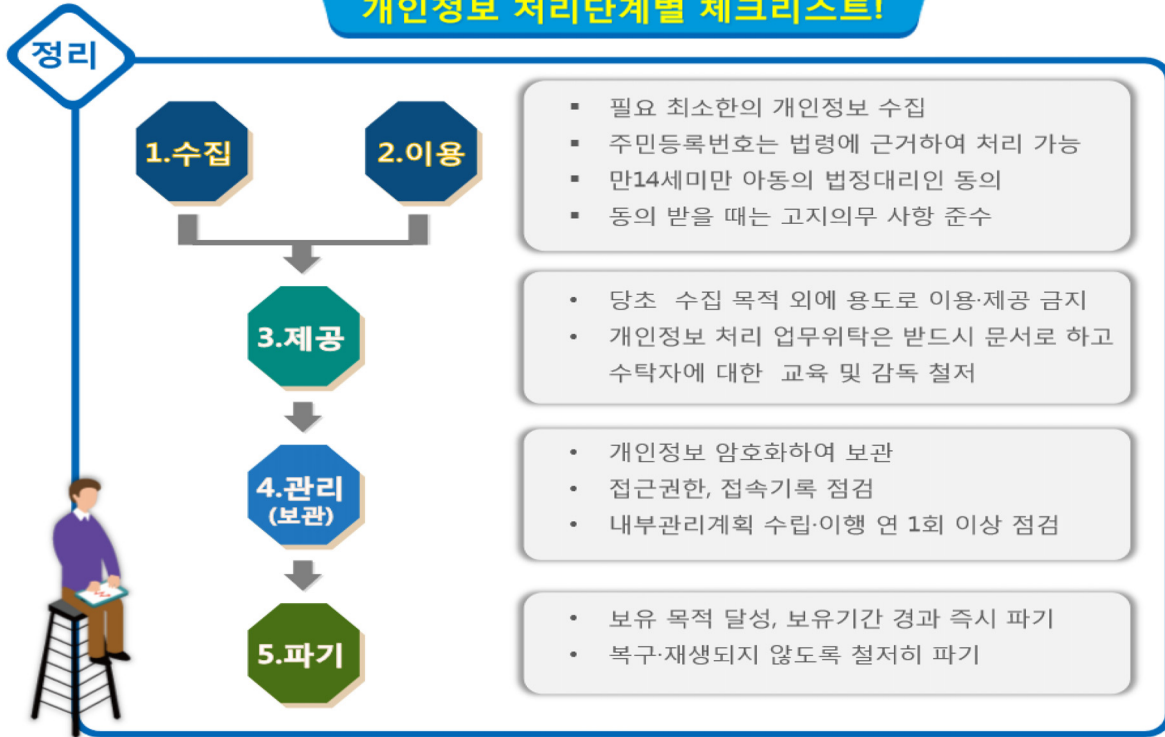 개인정보 처리단계별 체크리스트!
정리
1.수집
2.이용
▪ 필요 최소한의 개인정보 수집
▪ 주민등록번호는 법령에 근거하여 처리 가능
▪ 만14세미만 아동의 법정대리인 동의
▪ 동의 받을 때는 고지의무 사항 준수
3.제공
• 당초 수집 목적 외에 용도로 이용·제공 금지
• 개인정보 처리 업무위탁은 받드시 문서로 하고
수탁자에 대한 교육 및 감독 철저
4.관리
(보관)
• 개인정보 암호화하여 보관
• 접근권한, 접속기록 점검
• 내부관리계획 수립·이행 연 1회 이상 점검
5.파기
• 보유 목적 달성, 보유기간 경과 즉시 파기
• 복구·재생되지 않도록 철저히 파기